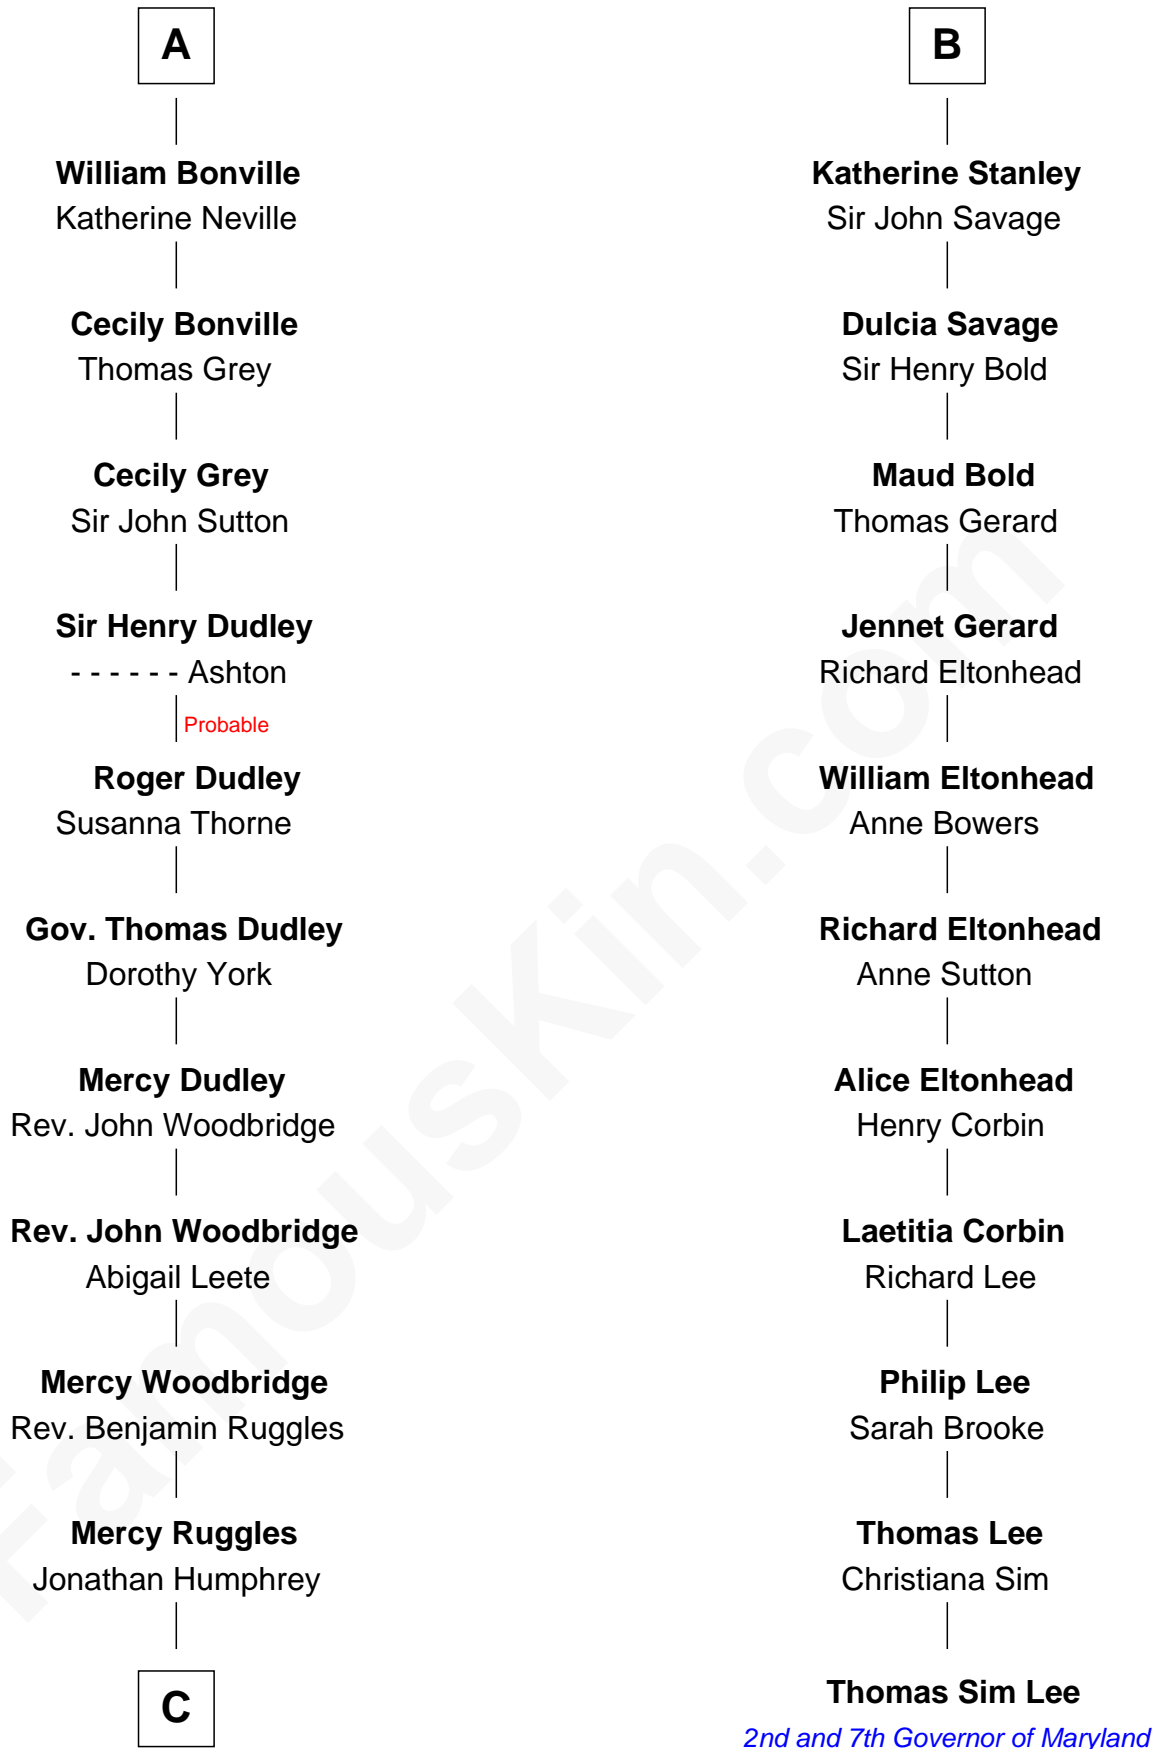 A
William Bonville
Katherine Neville
Cecily Bonville
Thomas Grey
Cecily Grey
Sir John Sutton
Sir Henry Dudley
- - - - - - Ashton
Probable
Roger Dudley
Susanna Thorne
Gov. Thomas Dudley
Dorothy York
Mercy Dudley
Rev. John Woodbridge
Rev. John Woodbridge
Abigail Leete
Mercy Woodbridge
Rev. Benjamin Ruggles
Mercy Ruggles
Jonathan Humphrey
C
B
Katherine Stanley
Sir John Savage
Dulcia Savage
Sir Henry Bold
Maud Bold
Thomas Gerard
Jennet Gerard
Richard Eltonhead
William Eltonhead
Anne Bowers
Richard Eltonhead
Anne Sutton
Alice Eltonhead
Henry Corbin
Laetitia Corbin
Richard Lee
Philip Lee
Sarah Brooke
Thomas Lee
Christiana Sim
Thomas Sim Lee
2nd and 7th Governor of Maryland
FamousKin.com